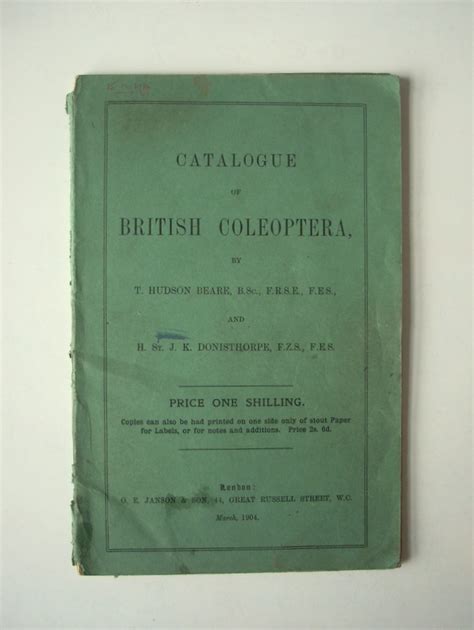 CATALOGUE
OF
BRITISH COLEOPTERA,
BY
T. HUDSON BEARE, B.Sc., F.R.S.E., F.E.S.,
AND
H. St. J. K. DONISTHORPE, F.Z.S., F.E.S.
PRICE ONE SHILLING.
Copies can also be had printed on one side only of stout Paper
for Labels, or for notes and additions. Price 2s. 6d.
London:
O. E. JANSON & SON, 44, GREAT RUSSELL STREET, W.C.
March, 1904.